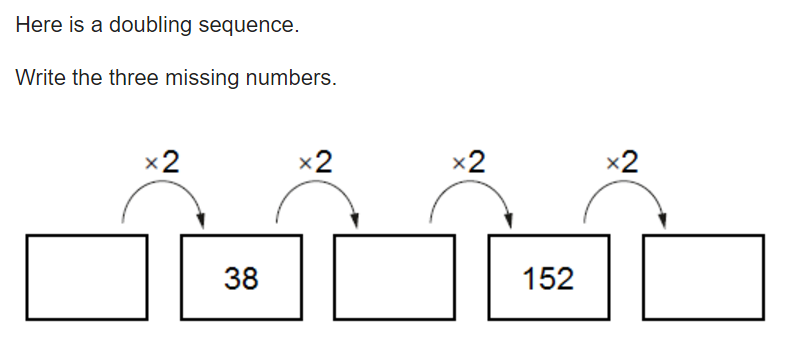 Here is a doubling sequence.
Write the three missing numbers.
×2 ×2 ×2 ×2
38 152